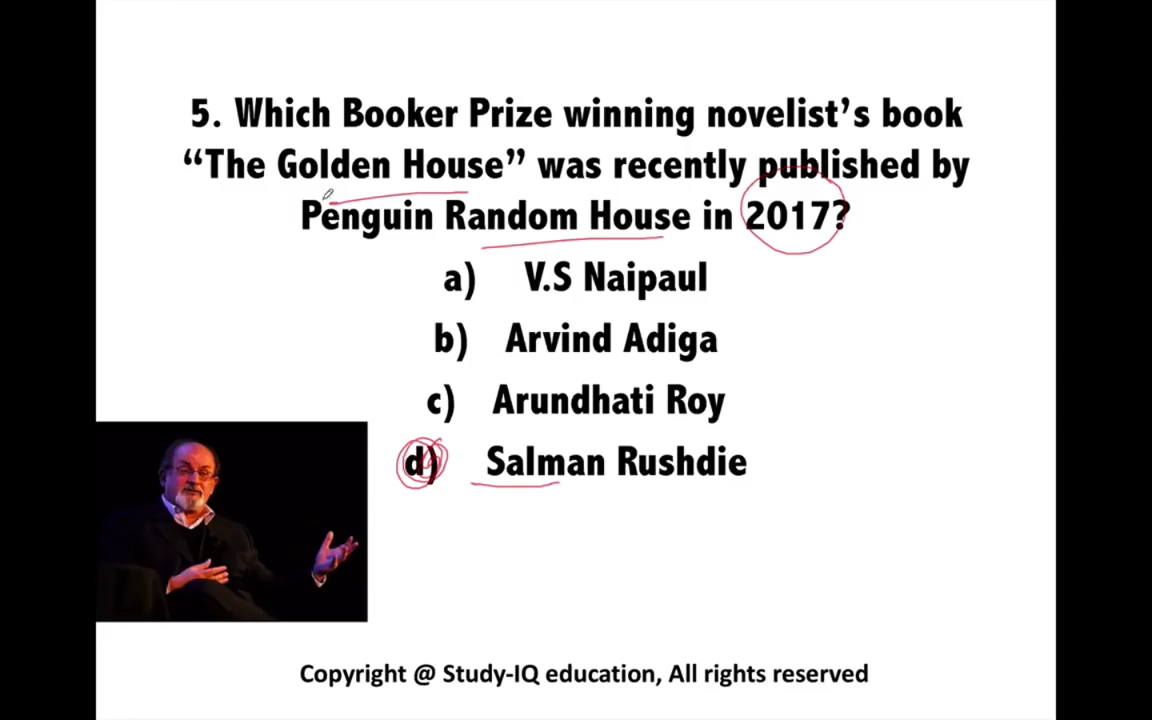 5. Which Booker Prize winning novelist’s book
“The Golden House” was recently published by
Penguin Random House in 2017?
a) V.S Naipaul
b) Arvind Adiga
c) Arundhati Roy
d) Salman Rushdie
Copyright @ Study-IQ education, All rights reserved